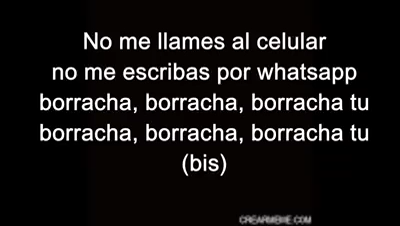 No me llames al celular
no me escribas por whatsapp
borracha, borracha, borracha tu
borracha, borracha, borracha tu
(bis)
CREARMEME.COM